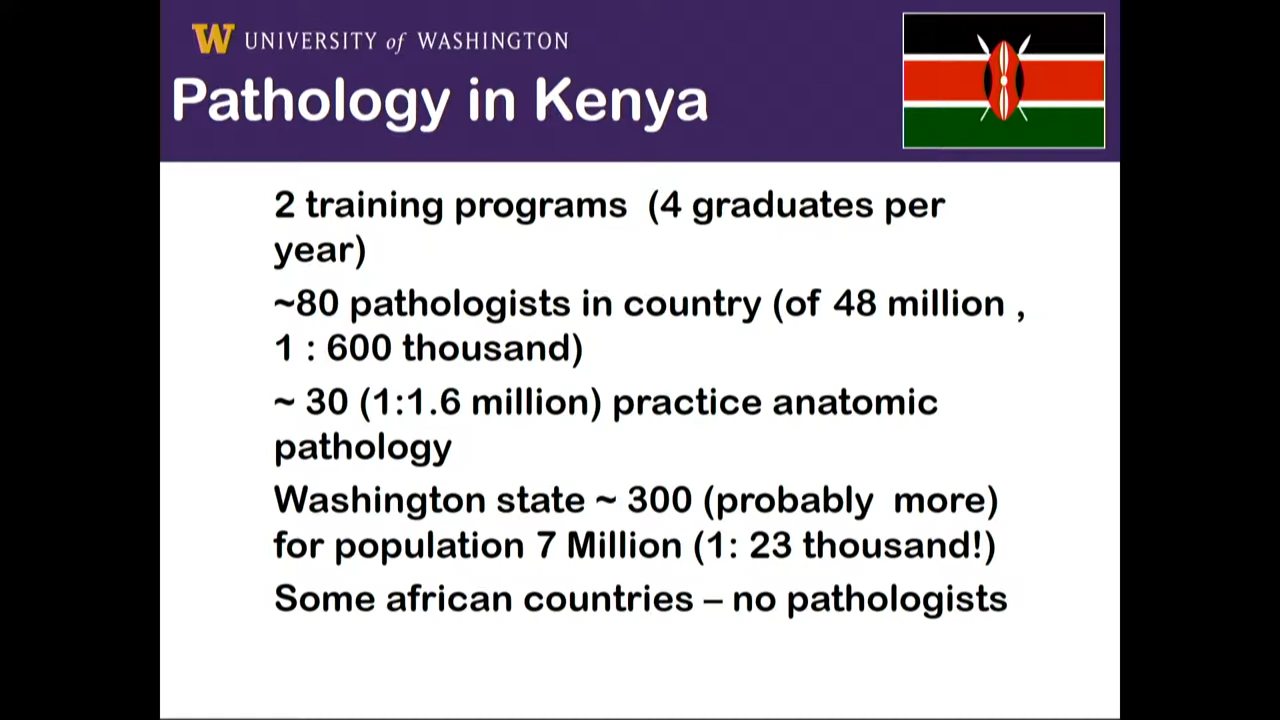 W UNIVERSITY of WASHINGTON
Pathology in Kenya
2 training programs (4 graduates per
year)
~80 pathologists in country (of 48 million ,
1 : 600 thousand)
~ 30 (1:1.6 million) practice anatomic
pathology
Washington state ~ 300 (probably more)
for population 7 Million (1: 23 thousand!)
Some african countries – no pathologists